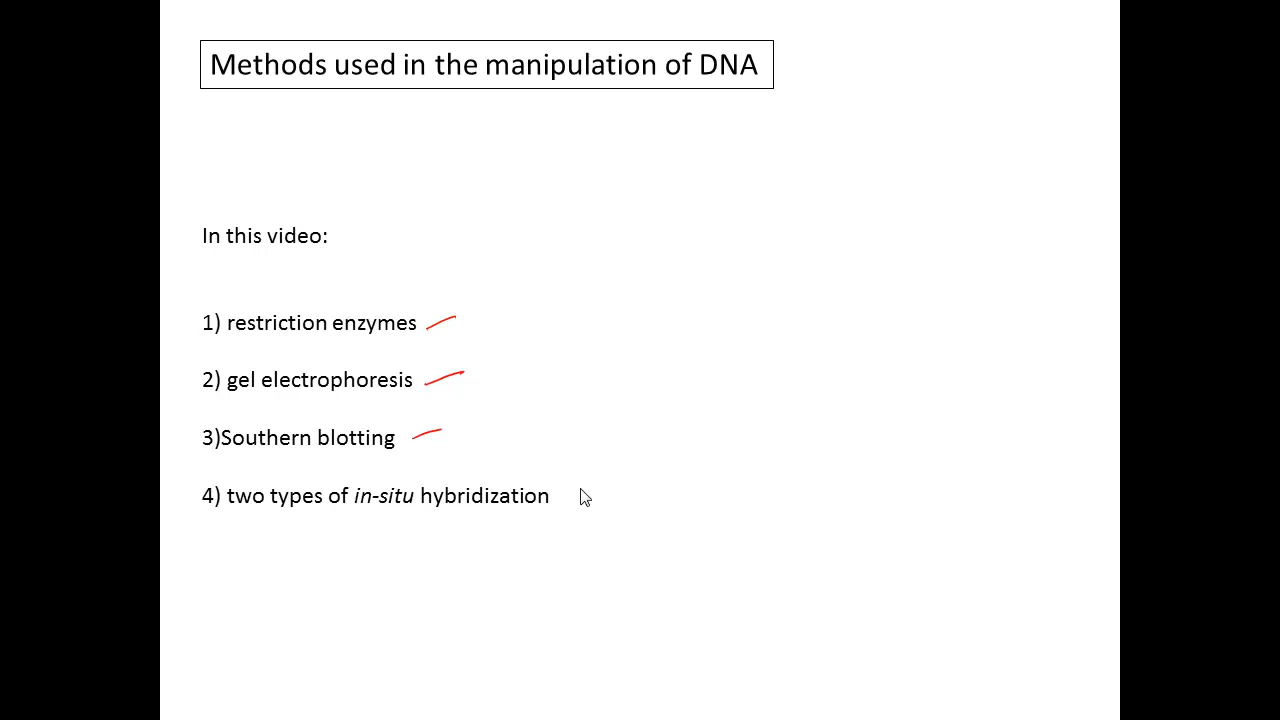 Methods used in the manipulation of DNA
In this video:
1) restriction enzymes
2) gel electrophoresis
3)Southern blotting
4) two types of in-situ hybridization